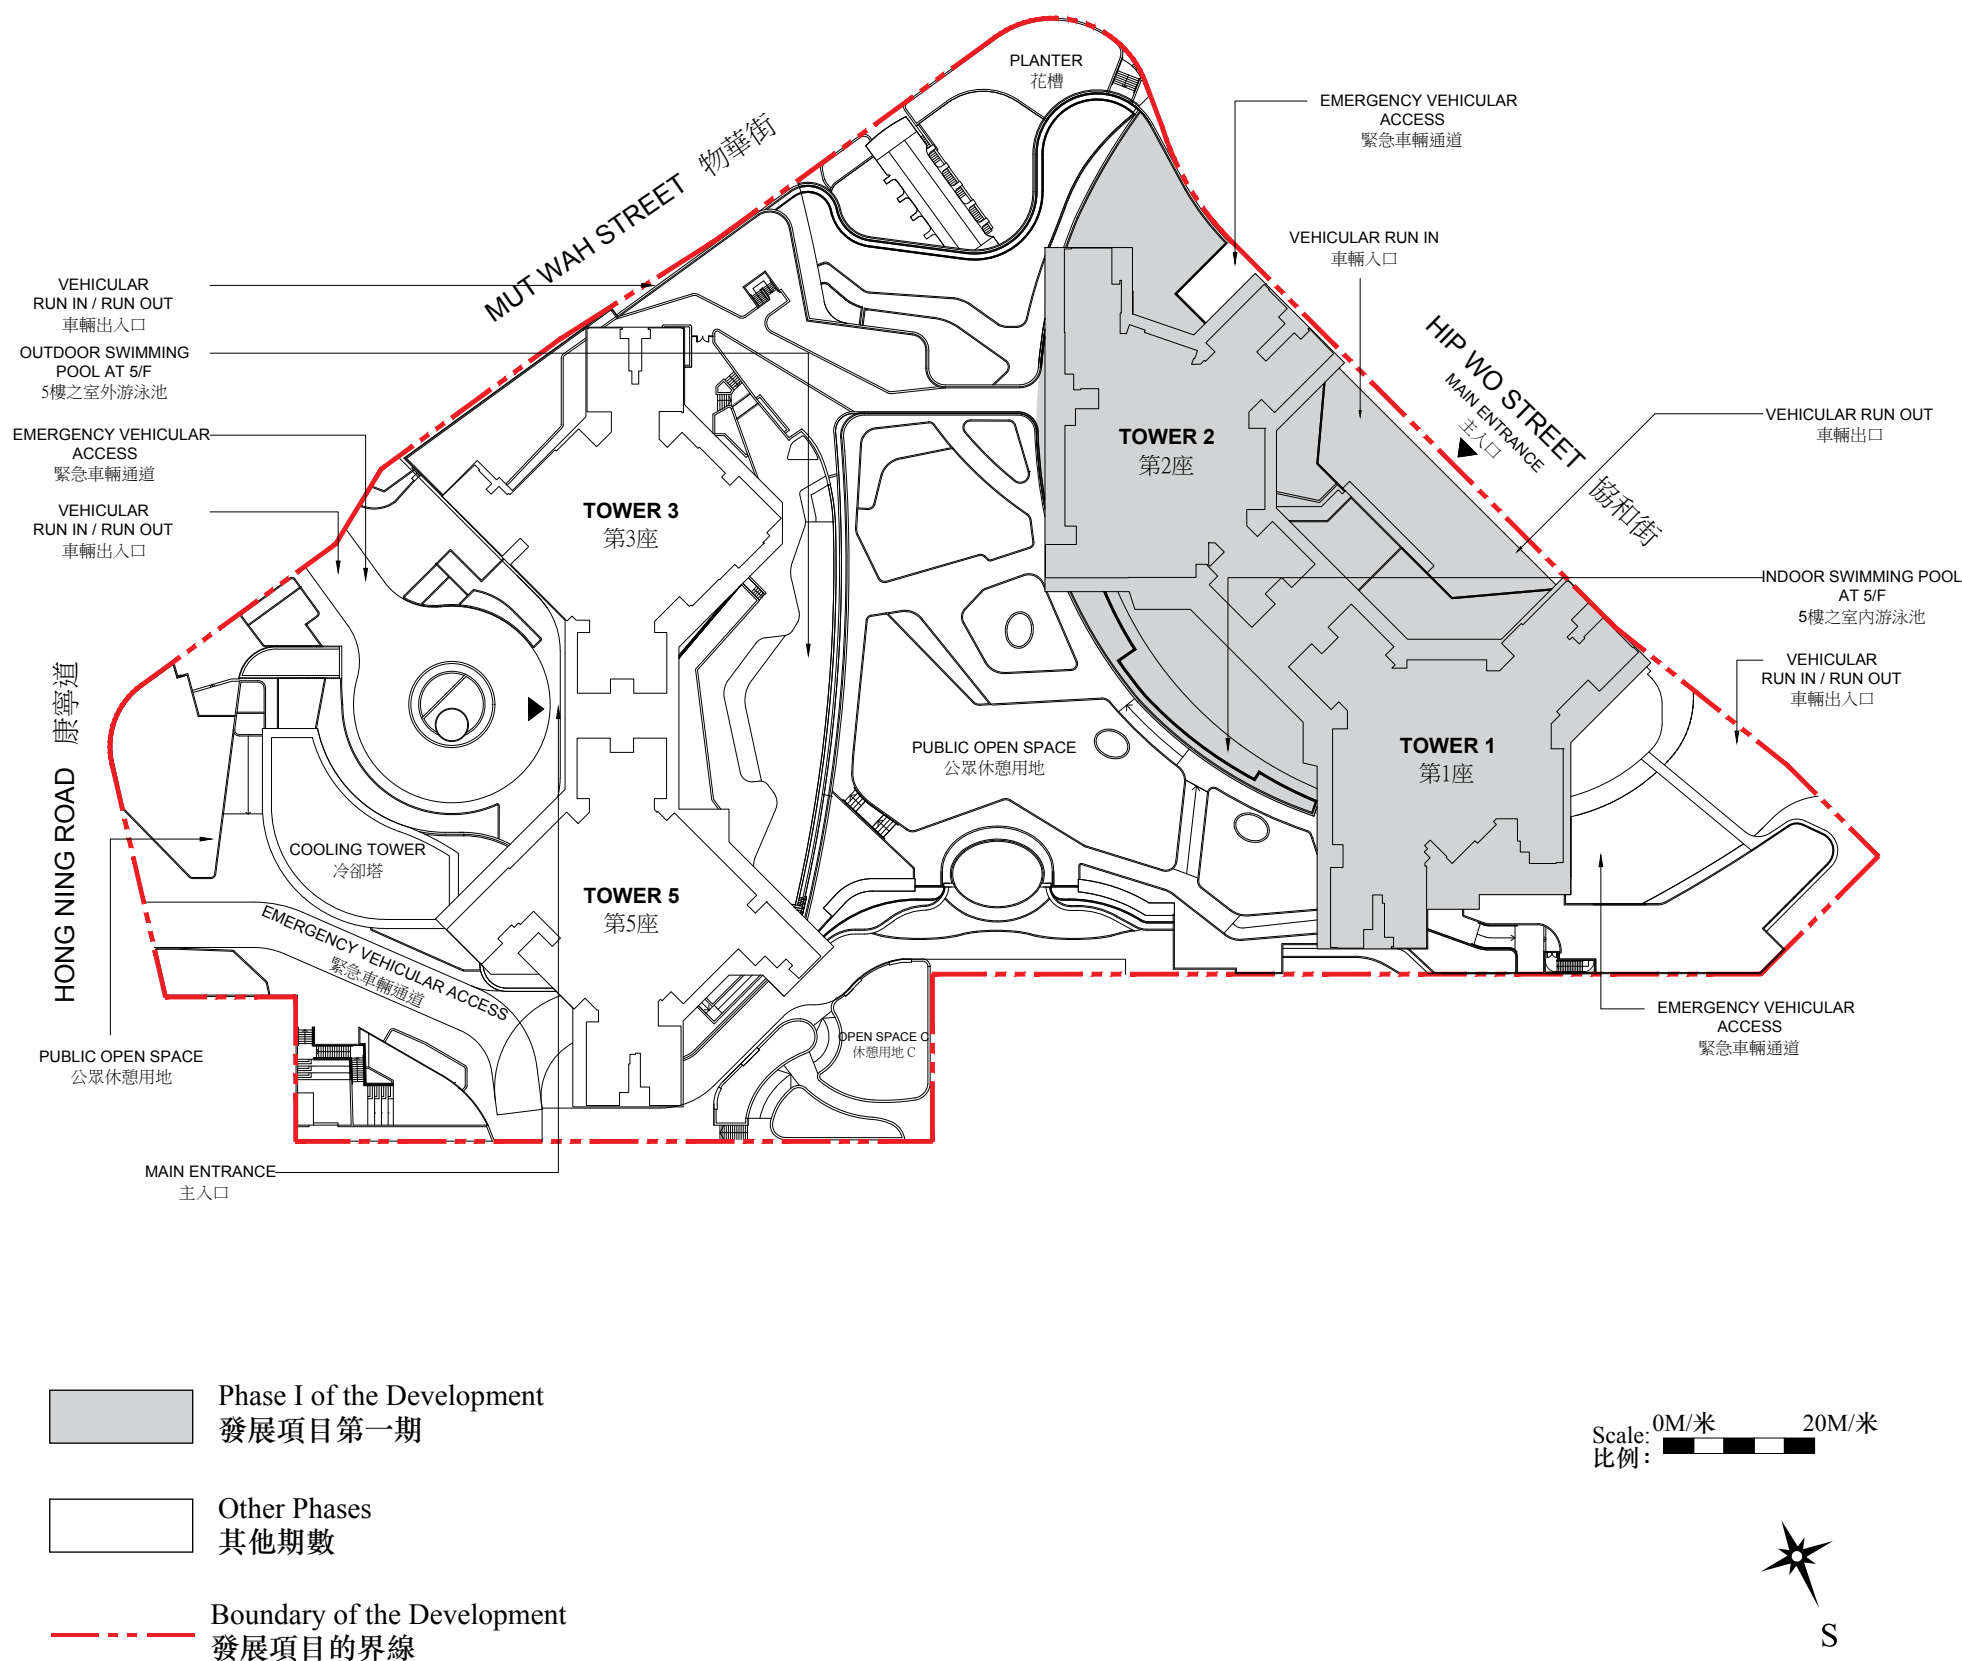 PLANTER
花槽
EMERGENCY VEHICULAR
ACCESS
緊急車輛通道
MUT WAH STREET 物華街
VEHICULAR RUN IN
車輛入口
VEHICULAR
RUN IN / RUN OUT
車輛出入口
OUTDOOR SWIMMING
POOL AT 5/F
5樓之室外游泳池
HIP WO STREET 協和街
MAIN ENTRANCE
主入口
VEHICULAR RUN OUT
車輛出口
EMERGENCY VEHICULAR
ACCESS
緊急車輛通道
TOWER 2
第2座
VEHICULAR
RUN IN / RUN OUT
車輛出入口
TOWER 3
第3座
INDOOR SWIMMING POOL
AT 5/F
5樓之室內游泳池
VEHICULAR
RUN IN / RUN OUT
車輛出入口
HONG NING ROAD 康寧道
PUBLIC OPEN SPACE
公眾休憩用地
TOWER 1
第1座
COOLING TOWER
冷卻塔
TOWER 5
第5座
EMERGENCY VEHICULAR ACCESS
緊急車輛通道
OPEN SPACE C
休憩用地 C
EMERGENCY VEHICULAR
ACCESS
緊急車輛通道
PUBLIC OPEN SPACE
公眾休憩用地
MAIN ENTRANCE
主入口
Phase I of the Development
發展項目第一期
Scale: 0M/米 20M/米
比例：
Other Phases
其他期數
Boundary of the Development
發展項目的界線
S